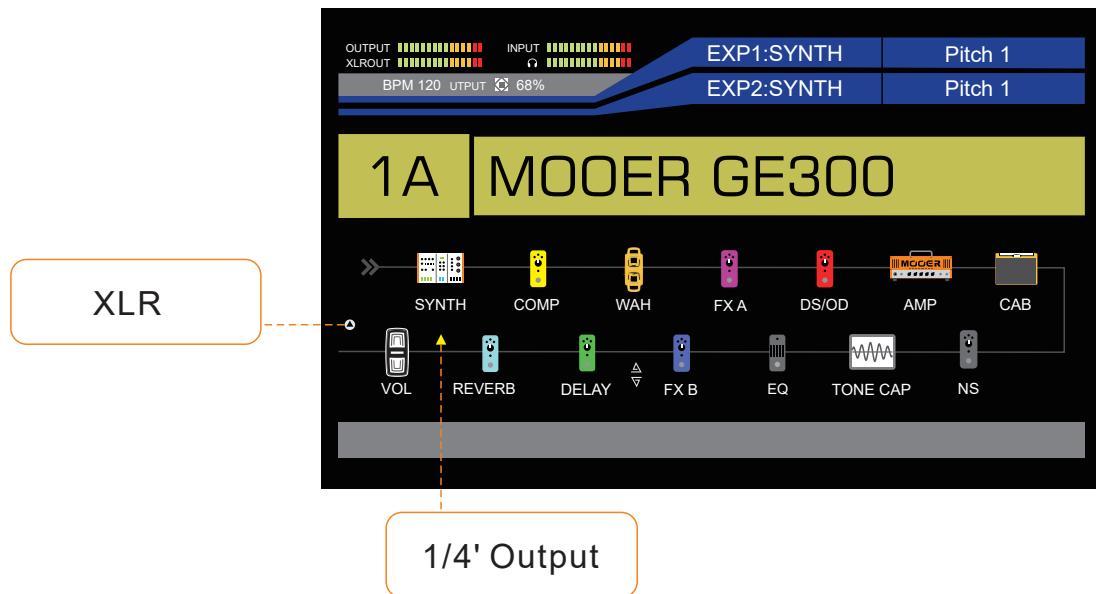 OUTPUT
INPUT
XLROUT
BPM 120 UTPUT 68%
EXP1:SYNTH Pitch 1
EXP2:SYNTH Pitch 1
1A MOOER GE300
MOOER
SYNTH COMP WAH FX A DS/OD AMP CAB
XLR
VOL REVERB DELAY FX B EQ TONE CAP NS
1/4' Output